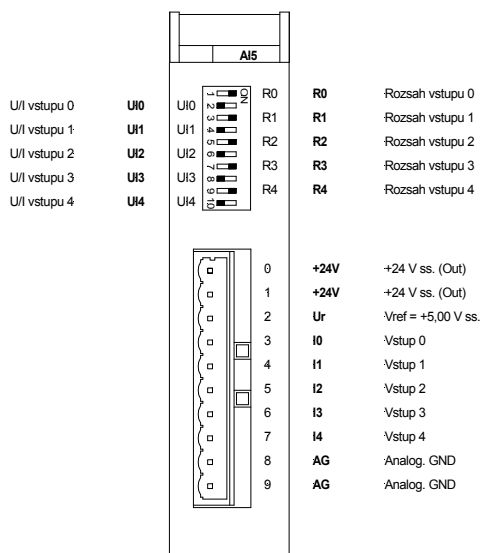 AI5
ON
1
2
3
4
5
6
7
8
9
10
U/I vstupu 0 UI0 UI0 R0 R0 Rozsah vstupu 0
U/I vstupu 1 UI1 UI1 R1 R1 Rozsah vstupu 1
U/I vstupu 2 UI2 UI2 R2 R2 Rozsah vstupu 2
U/I vstupu 3 UI3 UI3 R3 R3 Rozsah vstupu 3
U/I vstupu 4 UI4 UI4 R4 R4 Rozsah vstupu 4
0 +24V +24 V ss. (Out)
1 +24V +24 V ss. (Out)
2 Ur Vref = +5,00 V ss.
3 I0 Vstup 0
4 I1 Vstup 1
5 I2 Vstup 2
6 I3 Vstup 3
7 I4 Vstup 4
8 AG Analog. GND
9 AG Analog. GND